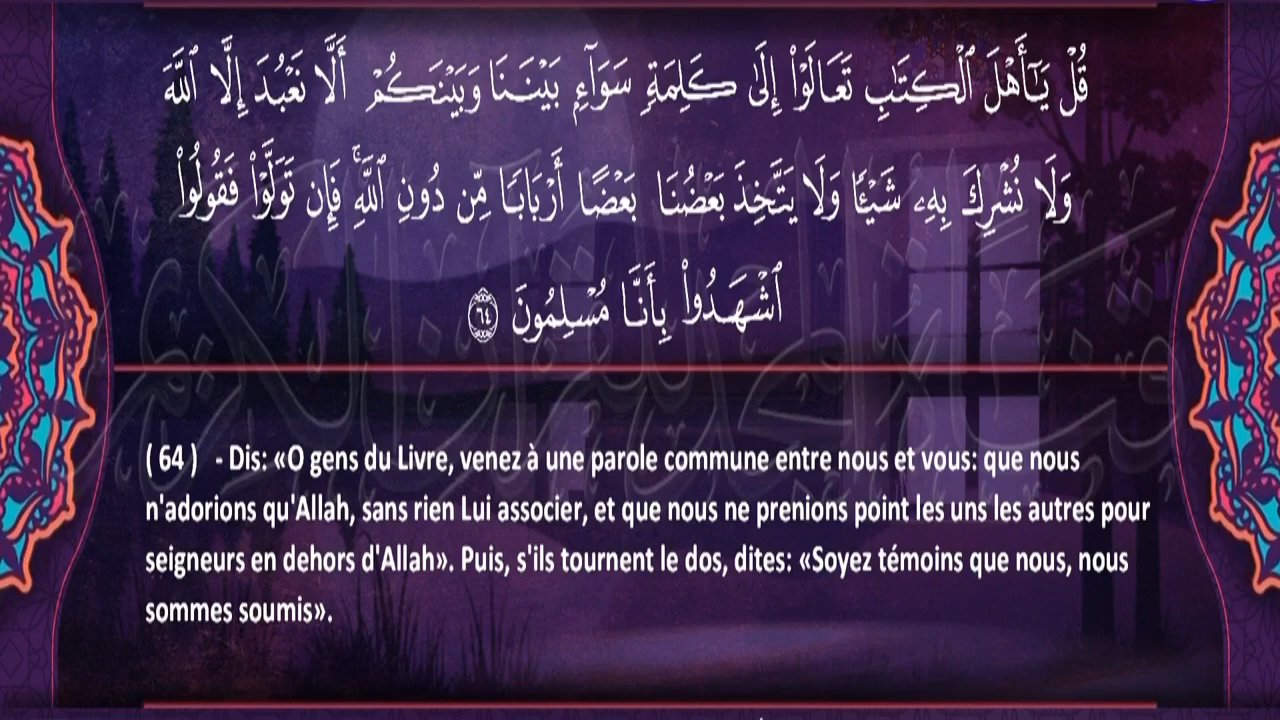 قُلْ يَٰٓأَهْلَ ٱلْكِتَٰبِ تَعَالَوْا۟ إِلَىٰ كَلِمَةٍ سَوَآءٍۭ بَيْنَنَا وَبَيْنَكُمْ أَلَّا نَعْبُدَ إِلَّا ٱللَّهَ
وَلَا نُشْرِكَ بِهِۦ شَيْـًٔا وَلَا يَتَّخِذَ بَعْضُنَا بَعْضًا أَرْبَابًا مِّن دُونِ ٱللَّهِ ۚ فَإِن تَوَلَّوْا۟ فَقُولُوا۟
ٱشْهَدُوا۟ بِأَنَّا مُسْلِمُونَ ٦٤
( 64 ) - Dis: «O gens du Livre, venez à une parole commune entre nous et vous: que nous
n'adorions qu'Allah, sans rien Lui associer, et que nous ne prenions point les uns les autres pour
seigneurs en dehors d'Allah». Puis, s'ils tournent le dos, dites: «Soyez témoins que nous, nous
sommes soumis».